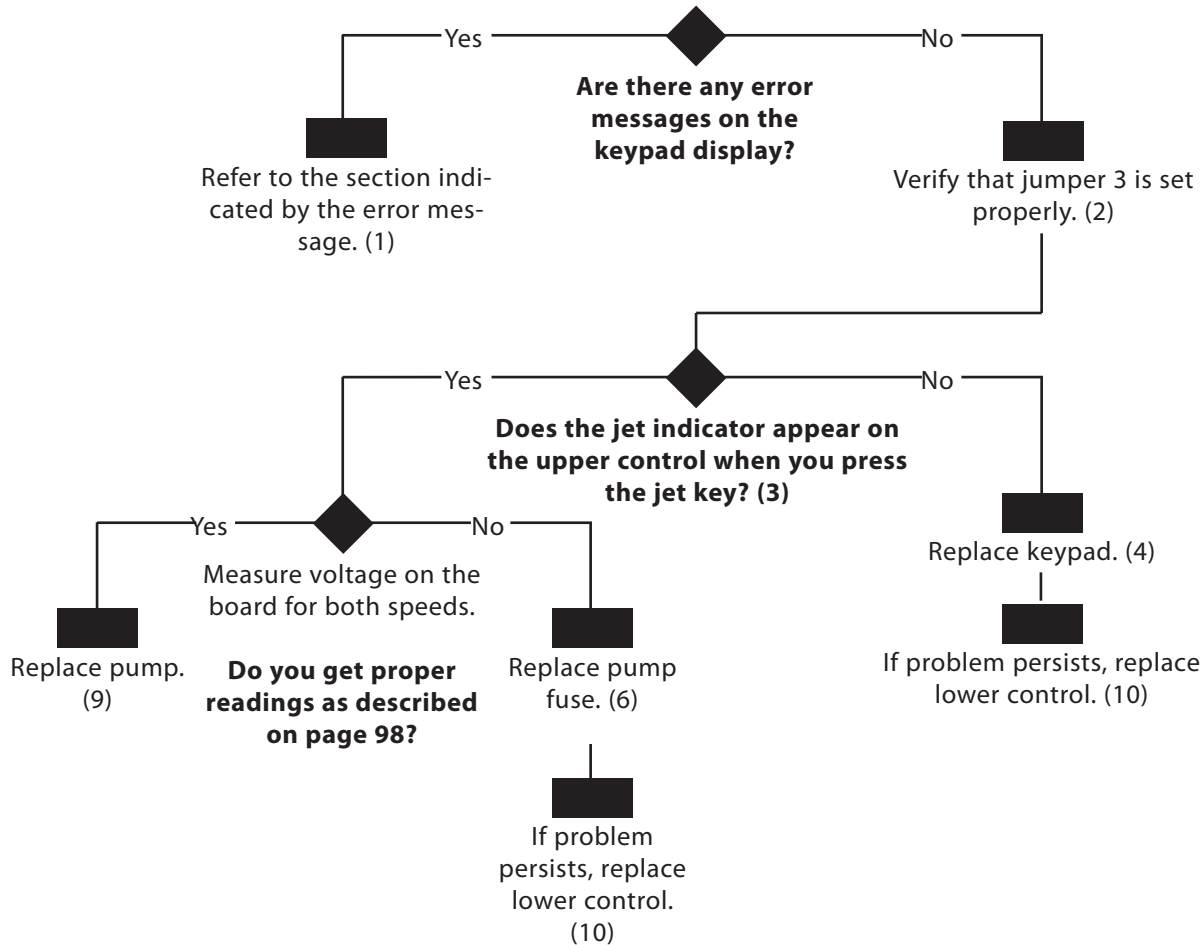 Yes
No
Are there any error
messages on the
keypad display?
Refer to the section indi-
cated by the error mes-
sage. (1)
Verify that jumper 3 is set
properly. (2)
Yes
No
Does the jet indicator appear on
the upper control when you press
the jet key? (3)
Yes
No
Measure voltage on the
board for both speeds.
Do you get proper
readings as described
on page 98?
Replace pump.
(9)
Replace pump
fuse. (6)
If problem
persists, replace
lower control.
(10)
Replace keypad. (4)
If problem persists, replace
lower control. (10)